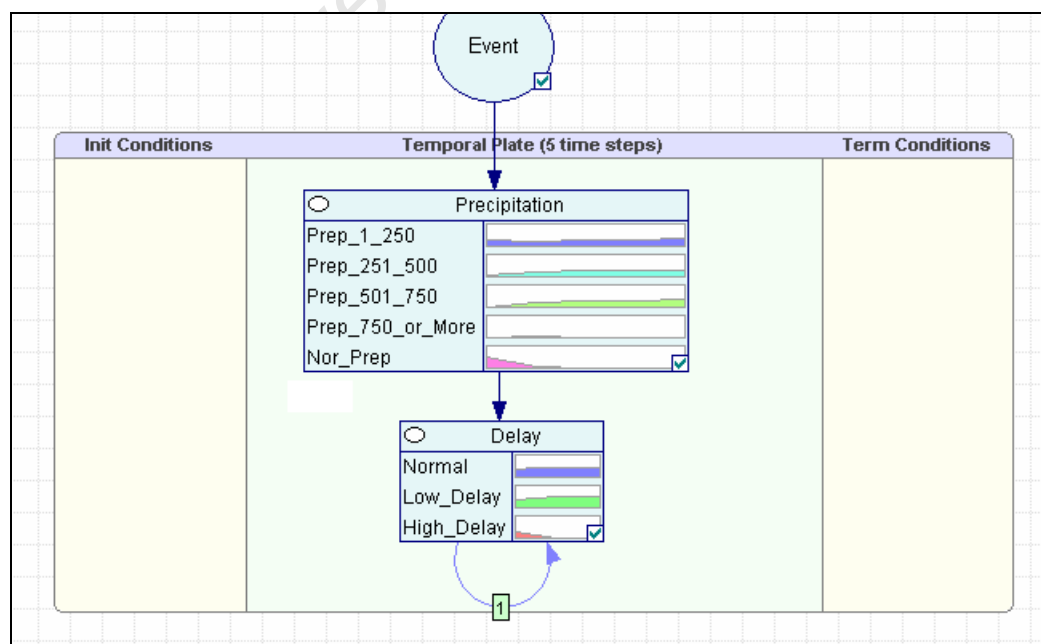 Event
Init Conditions
Temporal Plate (5 time steps)
Term Conditions
Precipitation
Prep_1_250
Prep_251_500
Prep_501_750
Prep_750_or_More
Nor_Prep
Delay
Normal
Low_Delay
High_Delay
1